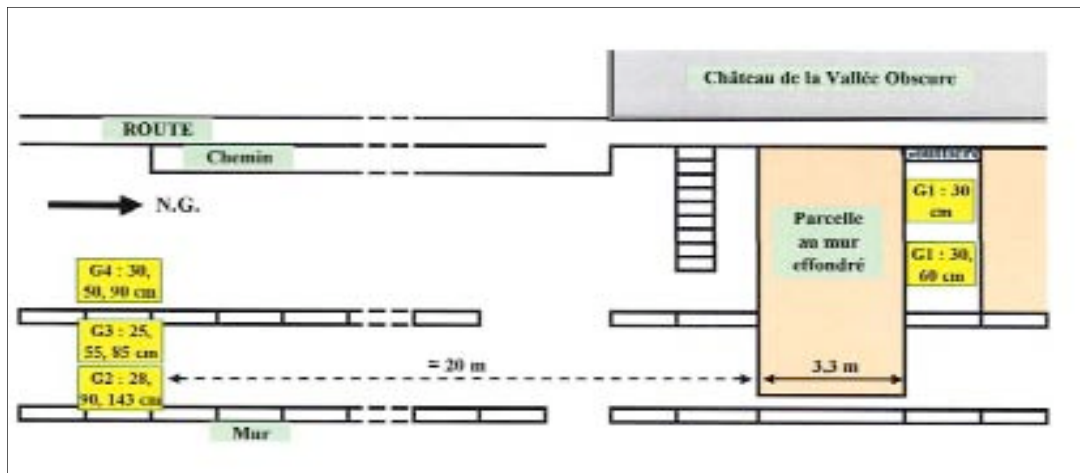 Château de la Vallée Obscure
ROUTE
Chemin
Gouttière
N.G.
G1 : 30
cm
Parcelle
au mur
effondré
G1 : 30,
60 cm
G4 : 30,
50, 90 cm
G3 : 25,
55, 85 cm
= 20 m
3.3 m
G2 : 28,
90, 143 cm
Mur